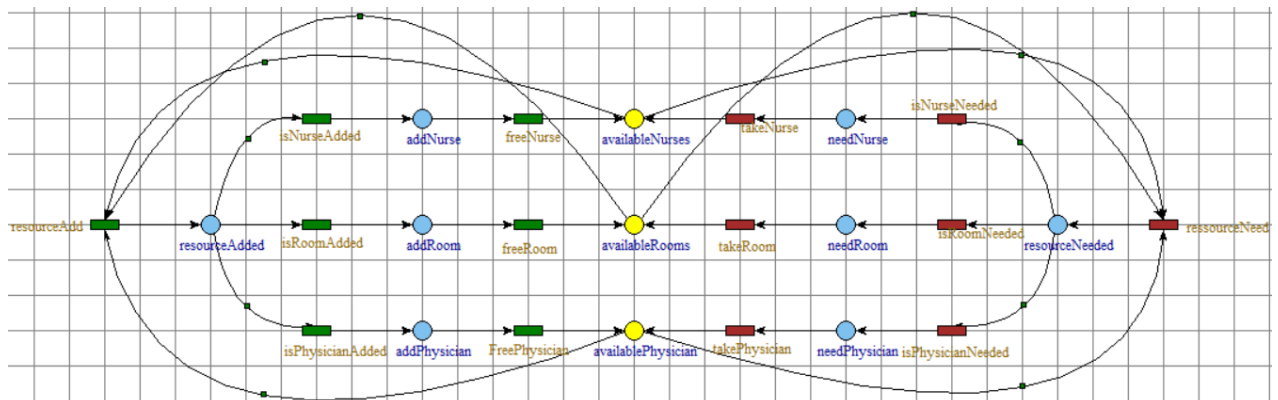 isNurseAdded
addNurse
freeNurse
availableNurses
takeNurse
needNurse
isNurseNeeded
resourceAdd
resourceAdded
isRoomAdded
addRoom
freeRoom
availableRooms
takeRoom
needRoom
isRoomNeeded
resourceNeeded
ressourceNeed
isPhysicianAdded
addPhysician
FreePhysician
availablePhysician
takePhysician
needPhysician
isPhysicianNeeded